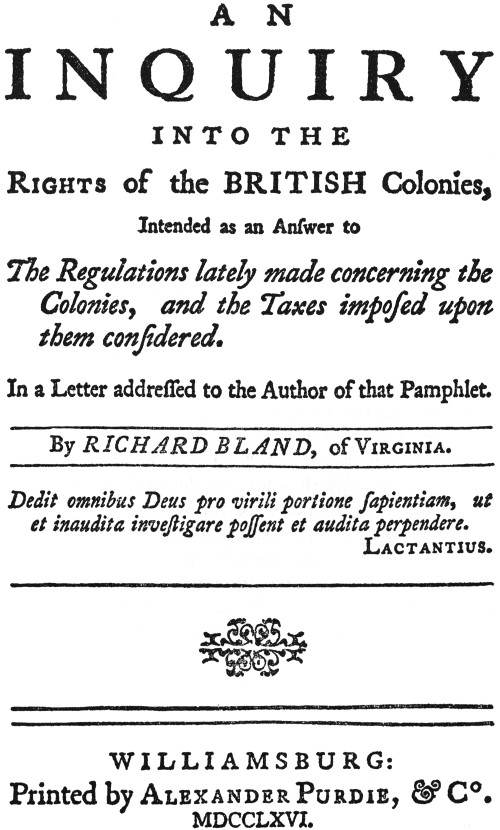 AN
INQUIRY
INTO THE
RIGHTS of the BRITISH Colonies,
Intended as an Anſwer to
The Regulations lately made concerning the
Colonies, and the Taxes impoſed upon
them conſidered.
In a Letter addreſſed to the Author of that Pamphlet.
By RICHARD BLAND, of VIRGINIA.
Dedit omnibus Deus pro virili portione ſapientiam, ut
et inaudita inveſtigare poſſent et audita perpendere.
LACTANTIUS.
WILLIAMSBURG:
Printed by ALEXANDER PURDIE, & Cº.
MDCCLXVI.